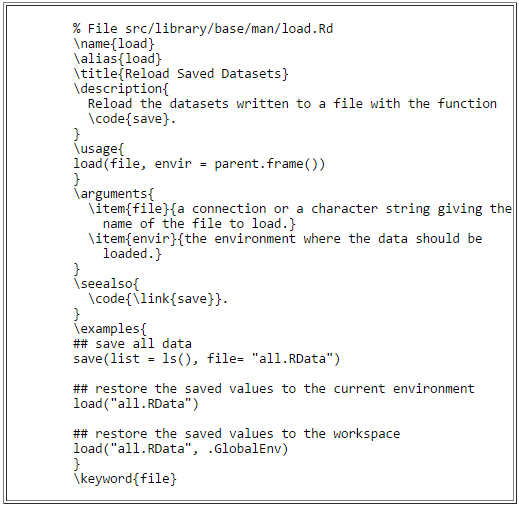 % File src/library/base/man/load.Rd
\name{load}
\alias{load}
\title{Reload Saved Datasets}
\description{
  Reload the datasets written to a file with the function
  \code{save}.
}
\usage{
load(file, envir = parent.frame())
}
\arguments{
  \item{file}{a connection or a character string giving the
    name of the file to load.}
  \item{envir}{the environment where the data should be
    loaded.}
}
\seealso{
  \code{\link{save}}.
}
\examples{
## save all data
save(list = ls(), file= "all.RData")

## restore the saved values to the current environment
load("all.RData")

## restore the saved values to the workspace
load("all.RData", .GlobalEnv)
}
\keyword{file}